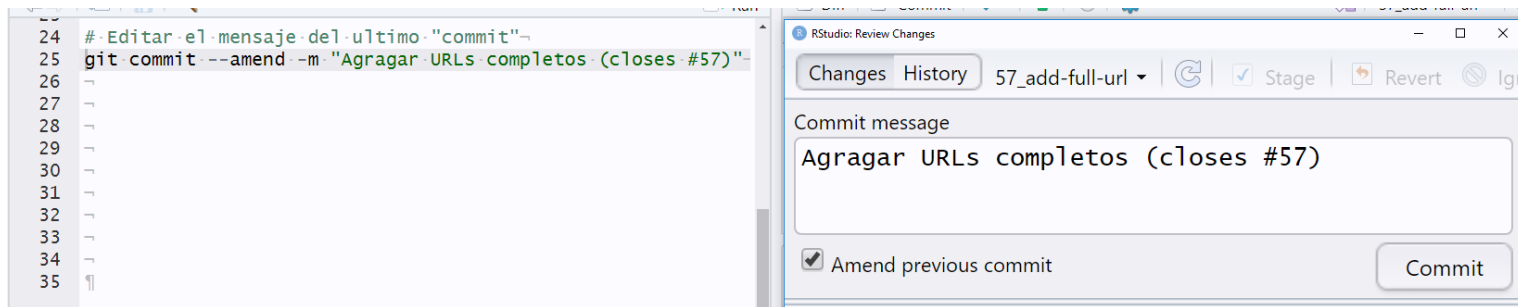 24 # Editar el mensaje del ultimo "commit"¬
25 git commit --amend -m "Agragar URLs completos (closes #57)"
26 ¬
27 ¬
28 ¬
29 ¬
30 ¬
31 ¬
32 ¬
33 ¬
34 ¬
35 ¶
RStudio: Review Changes
Changes History 57_add-full-url Stage Revert
Commit message
Agragar URLs completos (closes #57)
Amend previous commit
Commit